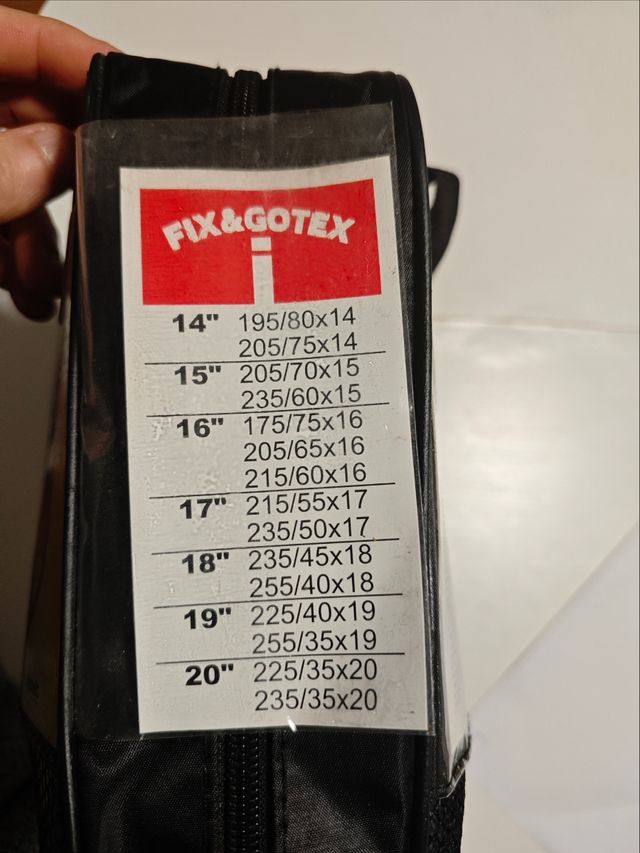 FIX&GOTEX
i
14" 195/80x14
205/75x14
15" 205/70x15
235/60x15
16" 175/75x16
205/65x16
215/60x16
17" 215/55x17
235/50x17
18" 235/45x18
255/40x18
19" 225/40x19
255/35x19
20" 225/35x20
235/35x20